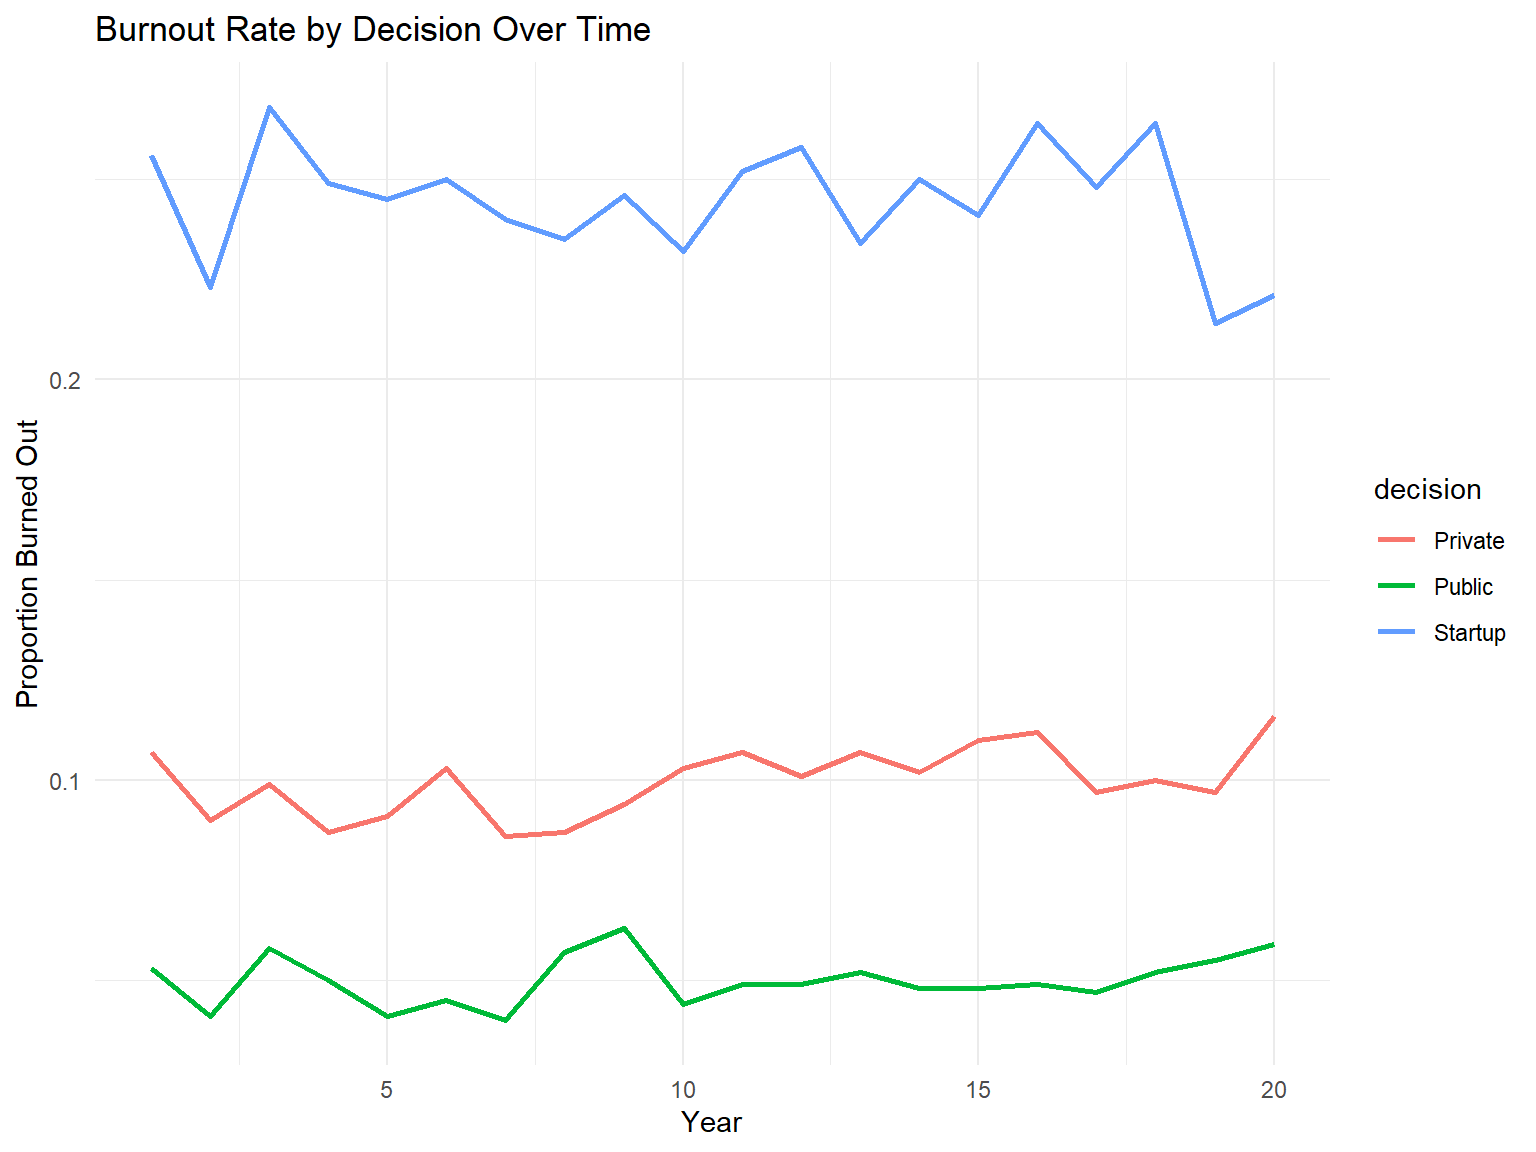 Burnout Rate by Decision Over Time
Proportion Burned Out
0.2
0.1
5
10
15
20
Year
decision
Private
Public
Startup